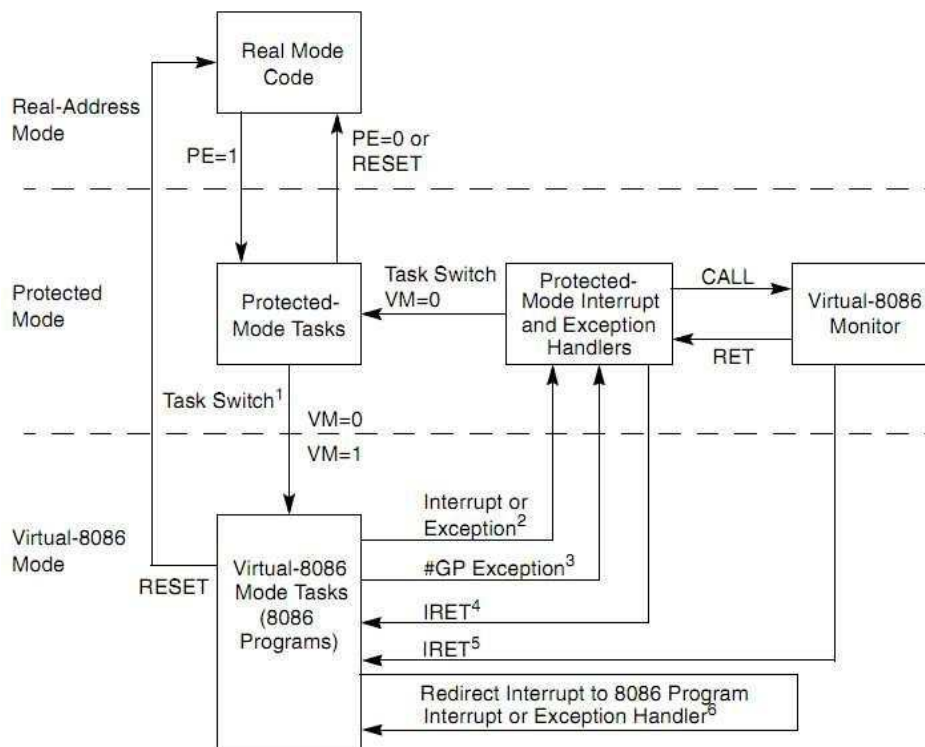 Real Mode
Code
Real-Address
Mode
PE=1
PE=0 or
RESET
Protected
Mode
Protected-
Mode Tasks
Task Switch
VM=0
Protected-
Mode Interrupt
and Exception
Handlers
CALL
RET
Virtual-8086
Monitor
Task Switch1
VM=0
VM=1
Virtual-8086
Mode
RESET
Virtual-8086
Mode Tasks
(8086
Programs)
Interrupt or
Exception2
#GP Exception3
IRET4
IRET5
Redirect Interrupt to 8086 Program
Interrupt or Exception Handler6